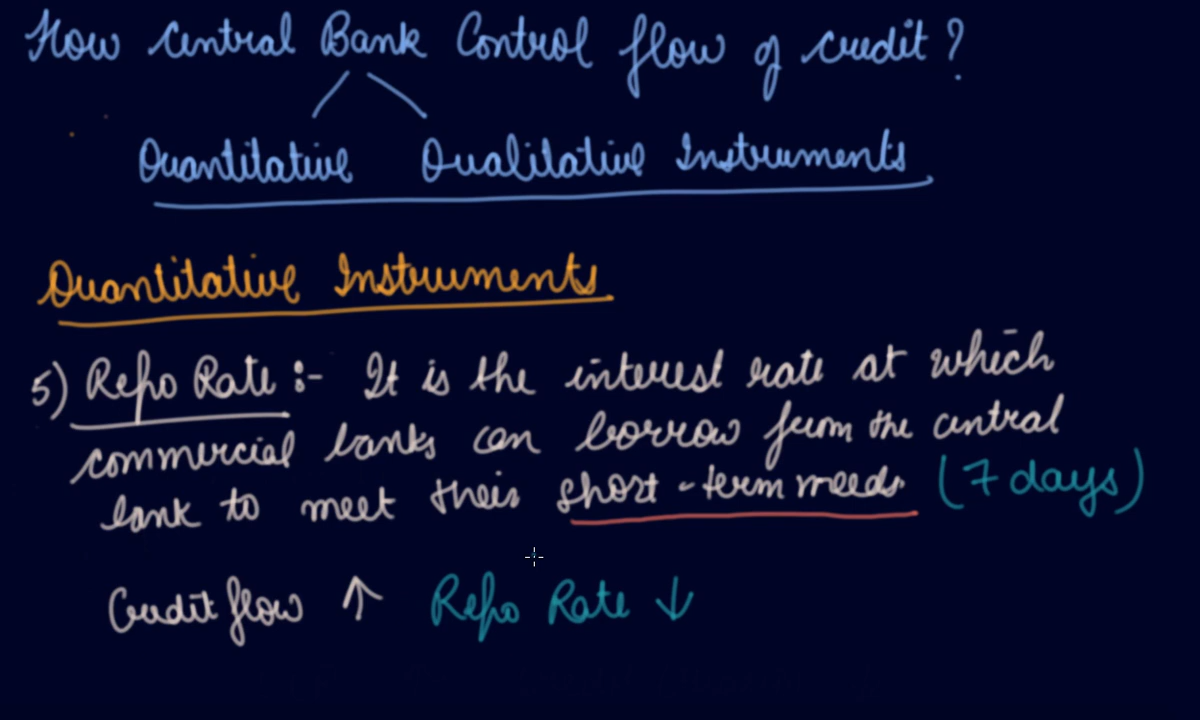 How Central Bank Control flow of credit?
Quantitative Qualitative Instruments
Quantitative Instruments
5) Repo Rate :- It is the interest rate at which
commercial banks can borrow from the central
bank to meet their short-term needs (7 days)
Credit flow ↑ Repo Rate ↓